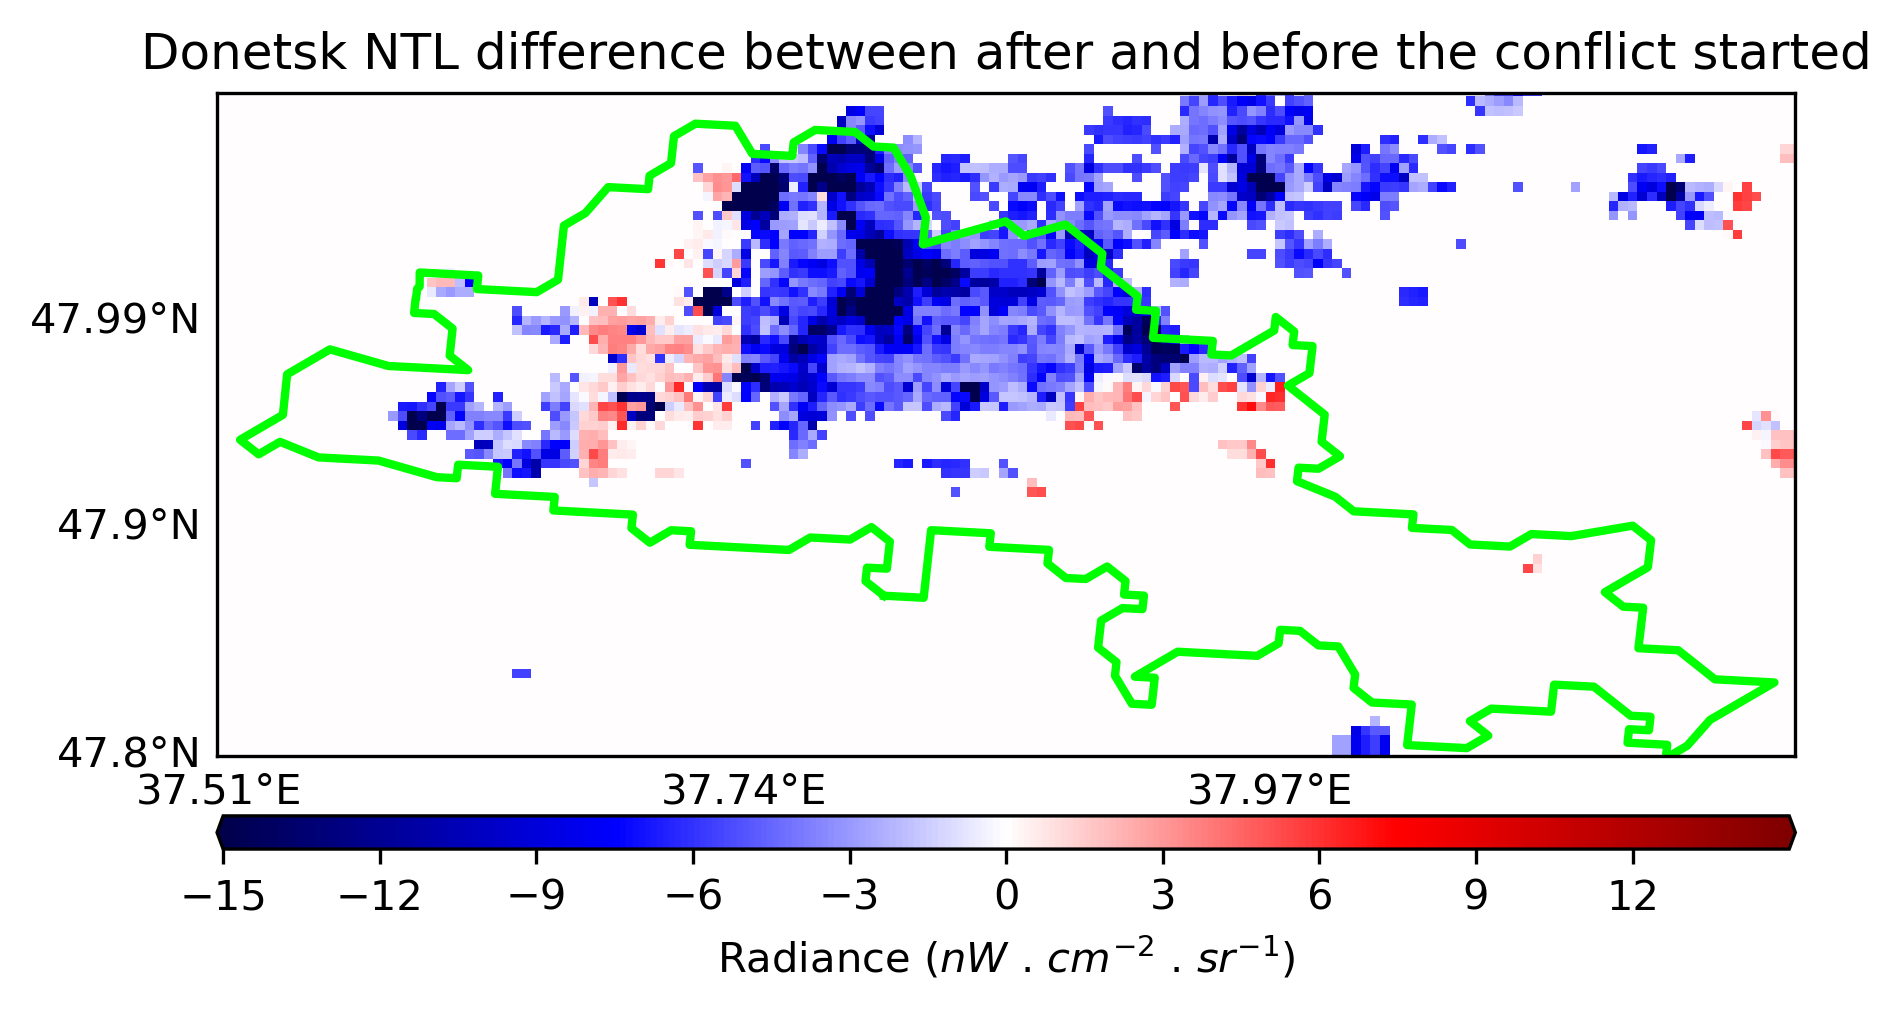 Donetsk NTL difference between after and before the conflict started
47.99°N
47.9°N
47.8°N
37.51°E 37.74°E 37.97°E
−15 −12 −9 −6 −3 0 3 6 9 12
Radiance (nW . cm⁻² . sr⁻¹)